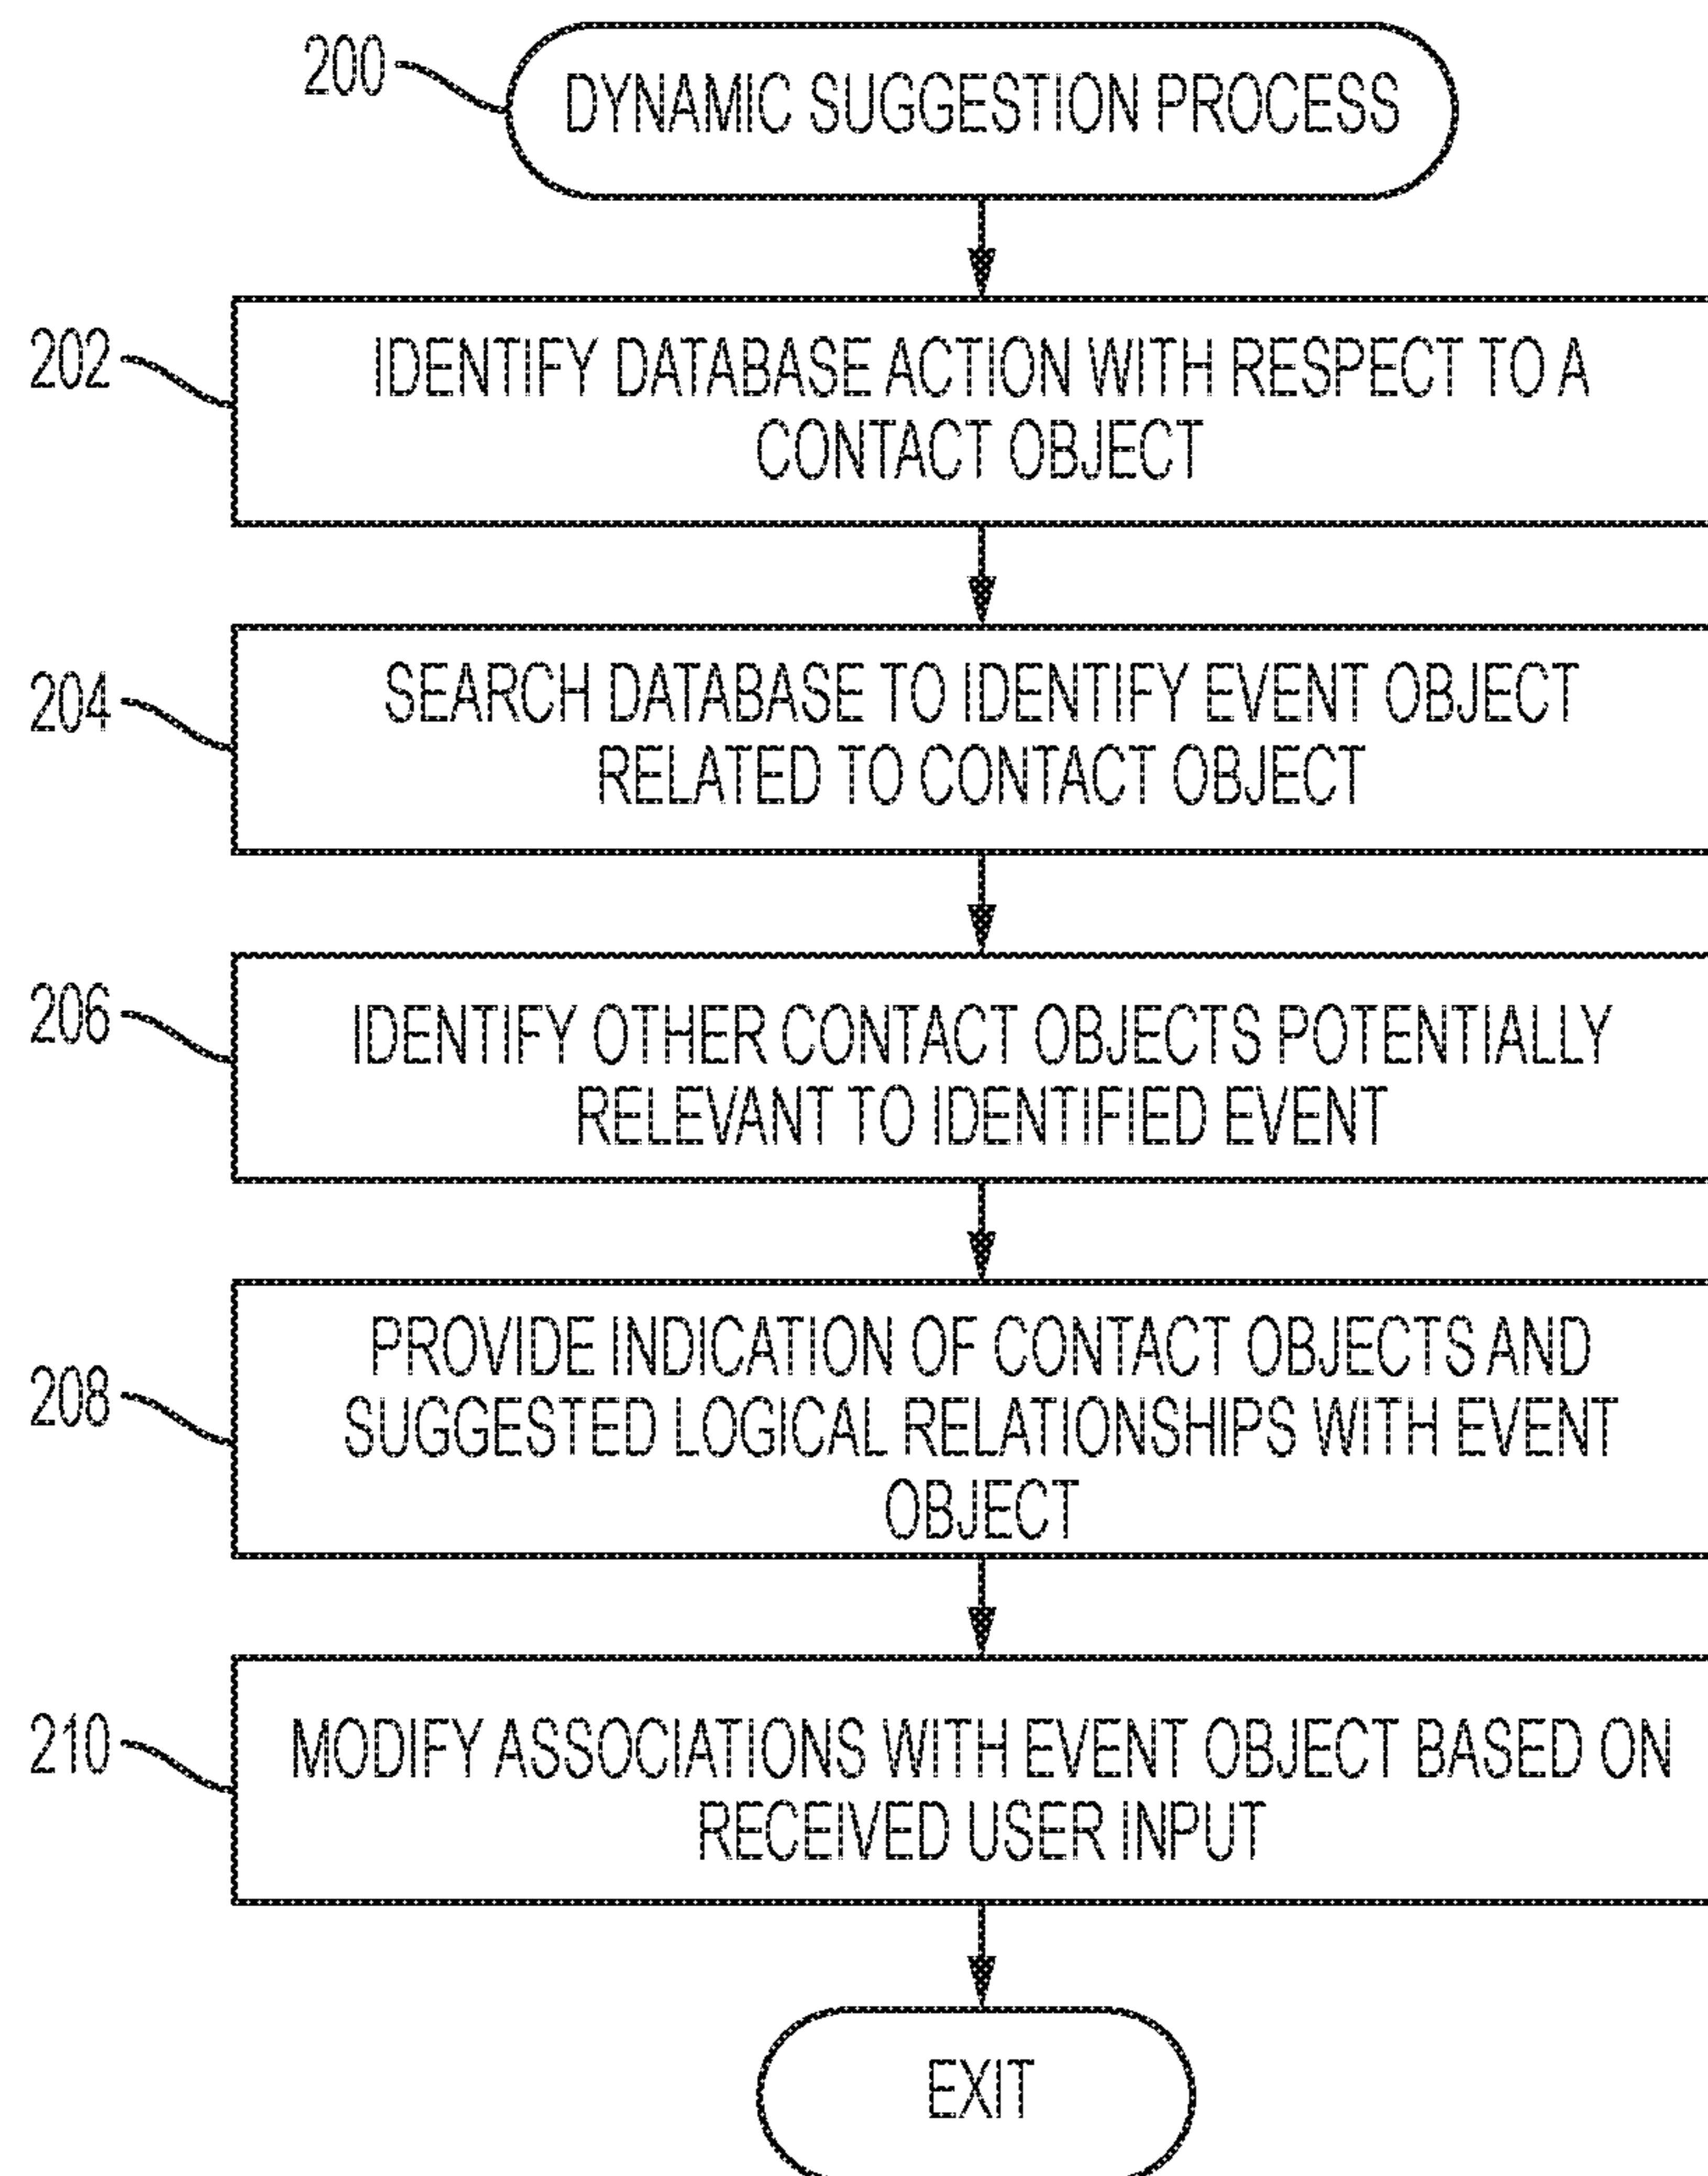 200
DYNAMIC SUGGESTION PROCESS
202
IDENTIFY DATABASE ACTION WITH RESPECT TO A
CONTACT OBJECT
204
SEARCH DATABASE TO IDENTIFY EVENT OBJECT
RELATED TO CONTACT OBJECT
206
IDENTIFY OTHER CONTACT OBJECTS POTENTIALLY
RELEVANT TO IDENTIFIED EVENT
208
PROVIDE INDICATION OF CONTACT OBJECTS AND
SUGGESTED LOGICAL RELATIONSHIPS WITH EVENT
OBJECT
210
MODIFY ASSOCIATIONS WITH EVENT OBJECT BASED ON
RECEIVED USER INPUT
EXIT